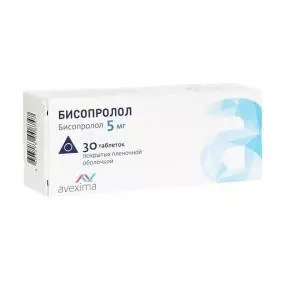 БИСОПРОЛОЛ
Бисопролол 5 мг
30 таблеток
покрытых пленочной
оболочкой
avexima